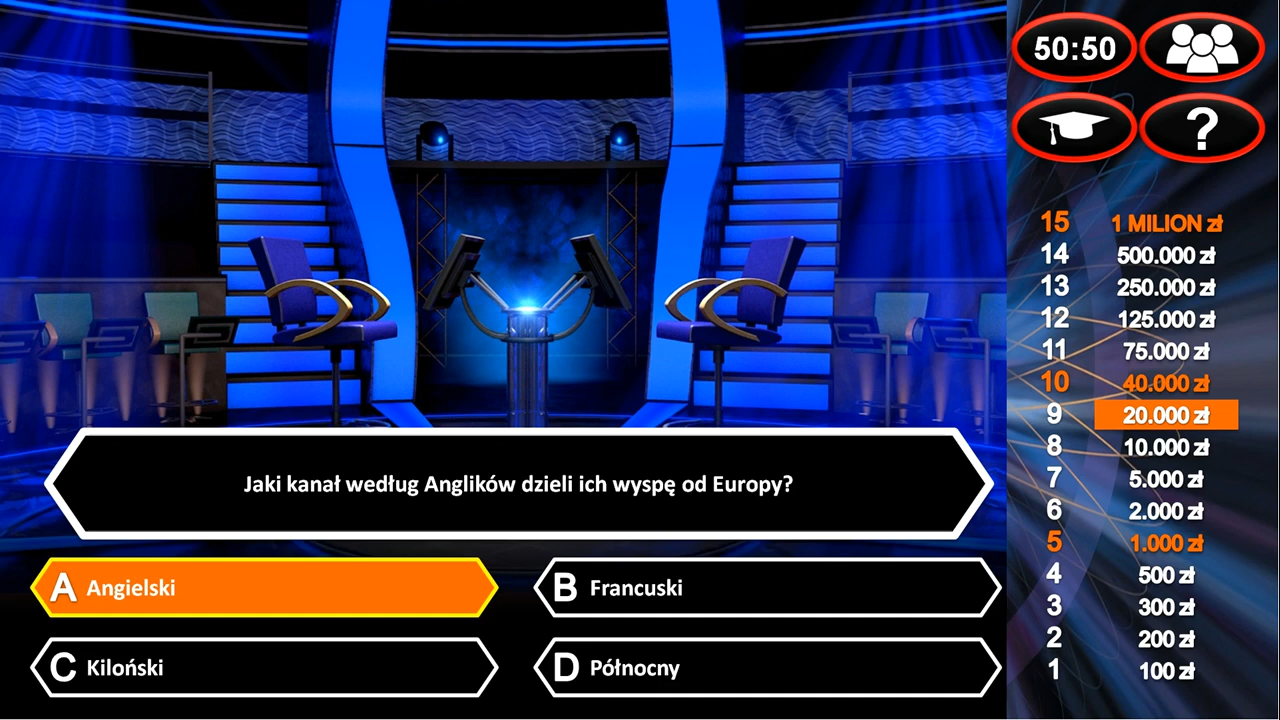 50:50
?
15 1 MILION zł
14 500.000 zł
13 250.000 zł
12 125.000 zł
11 75.000 zł
10 40.000 zł
9 20.000 zł
8 10.000 zł
7 5.000 zł
6 2.000 zł
5 1.000 zł
4 500 zł
3 300 zł
2 200 zł
1 100 zł
Jaki kanał według Anglików dzieli ich wyspę od Europy?
A Angielski
B Francuski
C Kiloński
D Północny